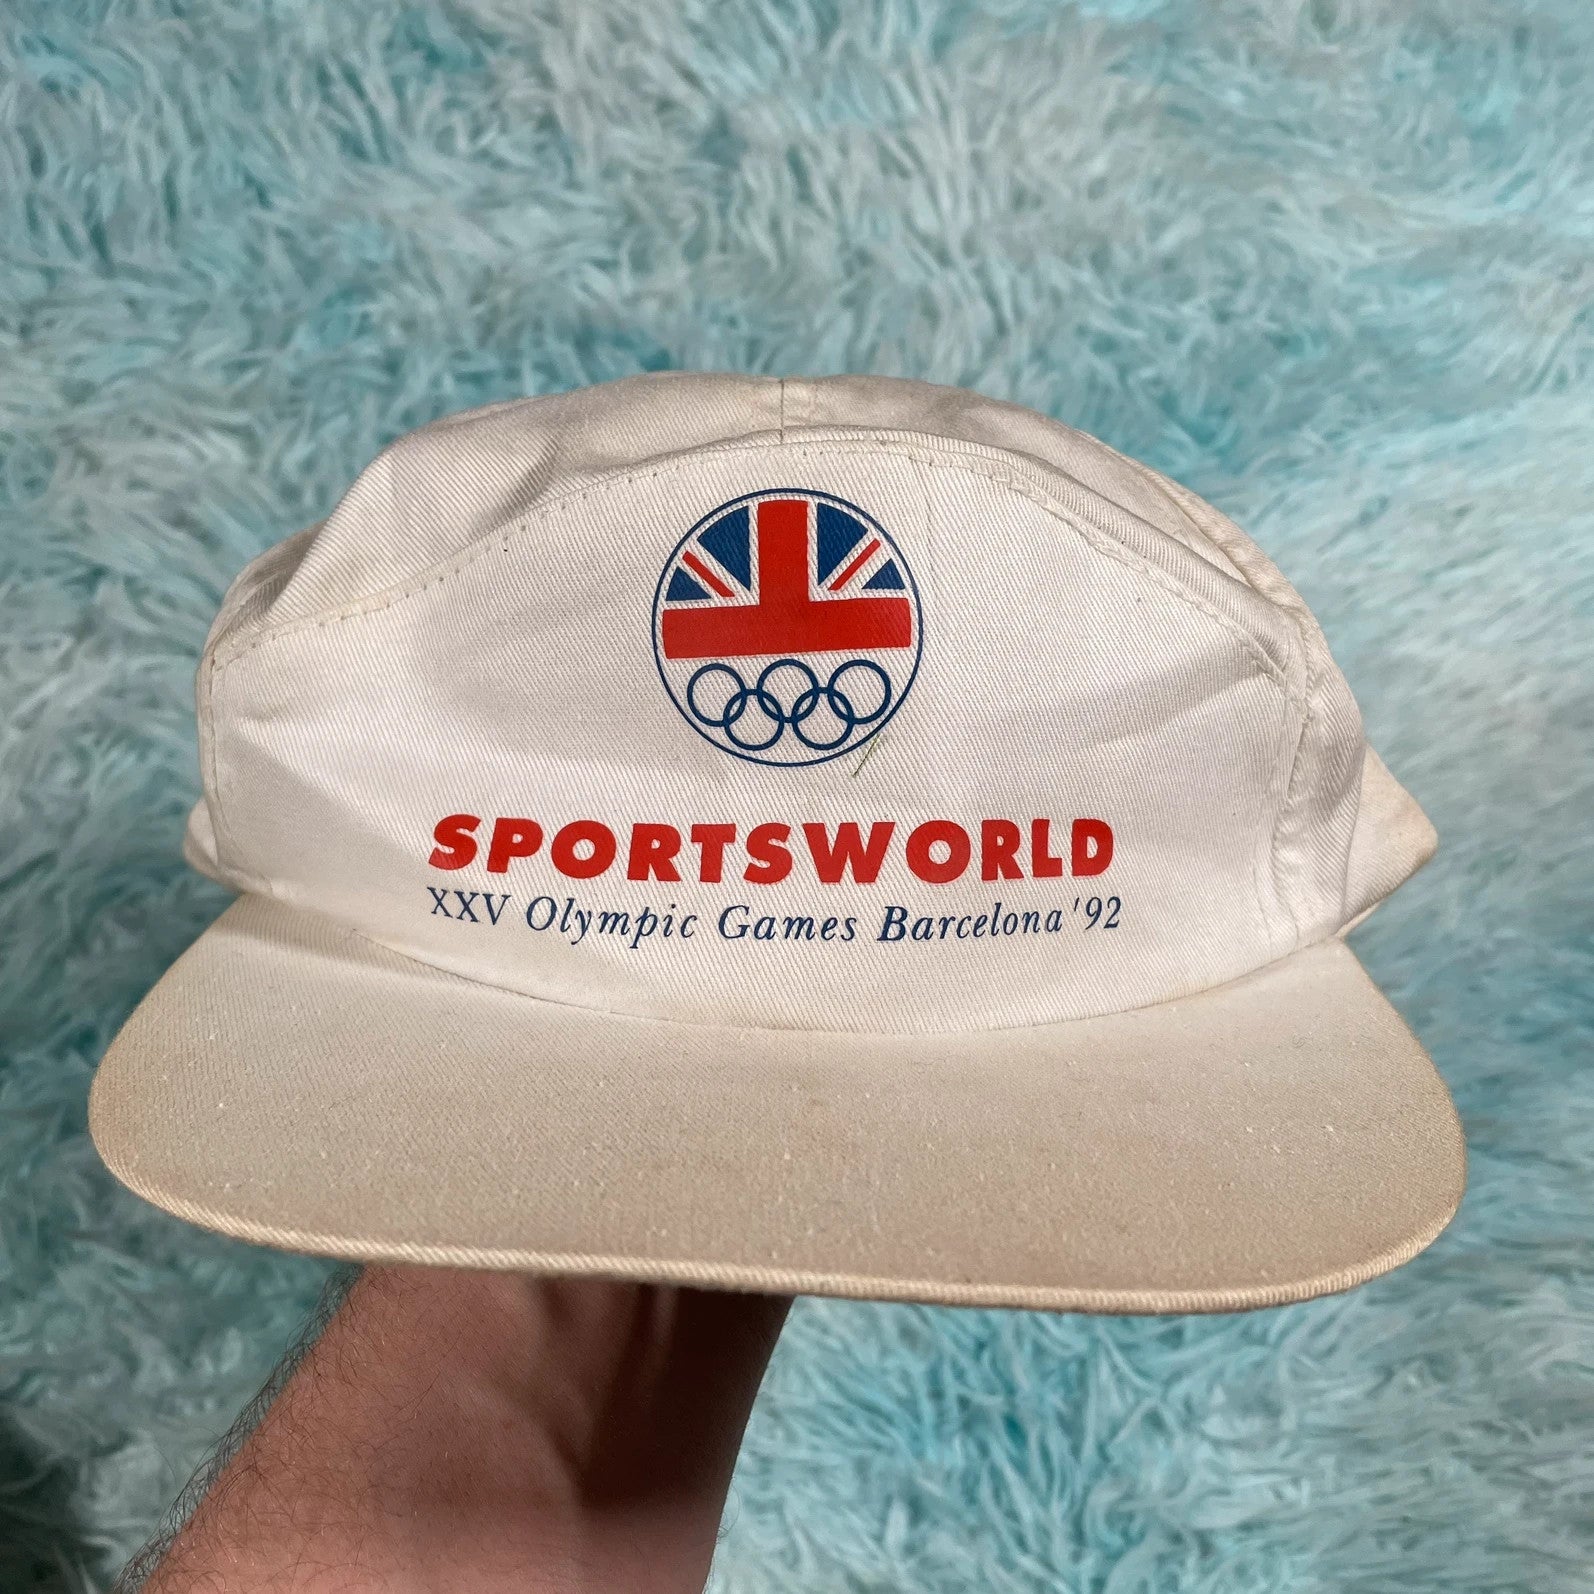 SPORTSWORLD
XXV Olympic Games Barcelona '92